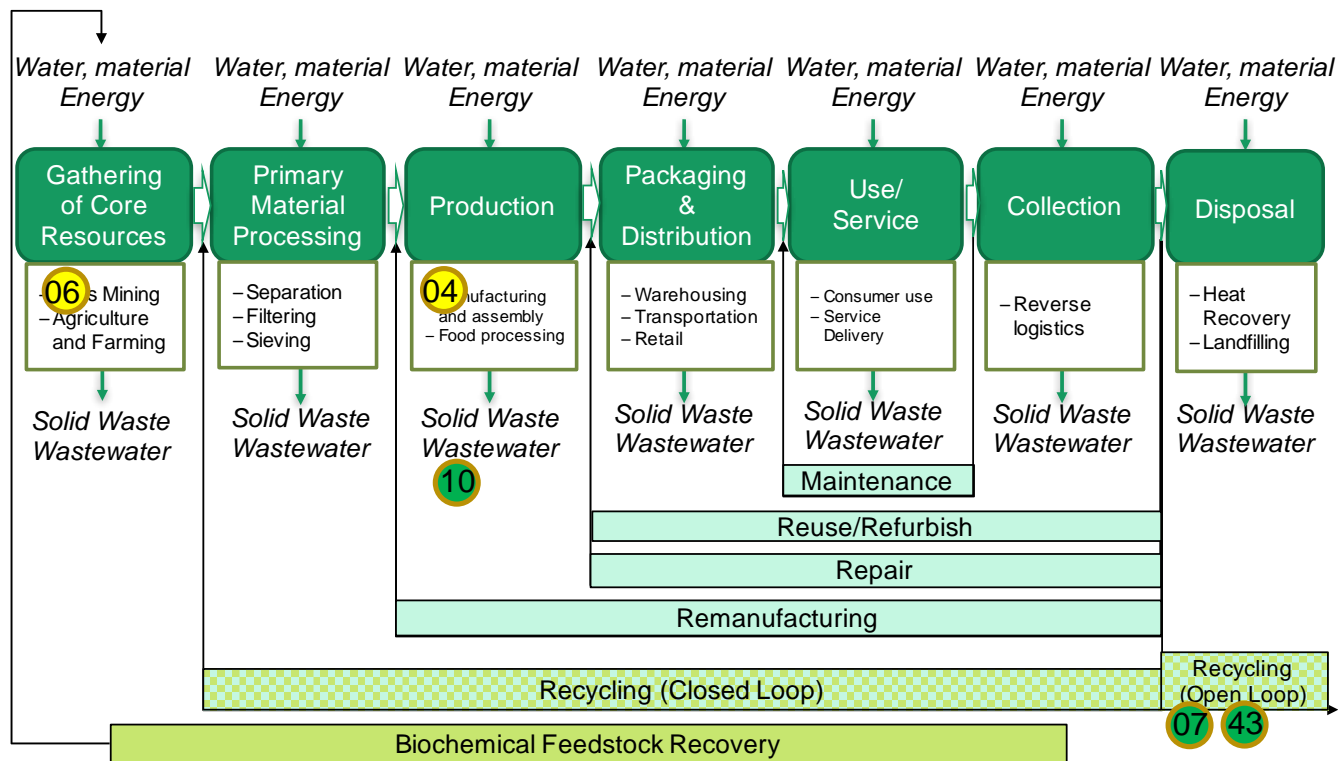 Water, material
Energy
Water, material
Energy
Water, material
Energy
Water, material
Energy
Water, material
Energy
Water, material
Energy
Water, material
Energy
Gathering
of Core
Resources
Primary
Material
Processing
Production
Packaging
&
Distribution
Use/
Service
Collection
Disposal
06
Mining
– Agriculture
and Farming
– Separation
– Filtering
– Sieving
04
and assembly
– Food processing
– Warehousing
– Transportation
– Retail
– Consumer use
– Service
Delivery
– Reverse
logistics
– Heat
Recovery
– Landfilling
Solid Waste
Wastewater
Solid Waste
Wastewater
Solid Waste
Wastewater
10
Solid Waste
Wastewater
Solid Waste
Wastewater
Solid Waste
Wastewater
Solid Waste
Wastewater
Maintenance
Reuse/Refurbish
Repair
Remanufacturing
Recycling (Closed Loop)
Recycling
(Open Loop)
07
43
Biochemical Feedstock Recovery